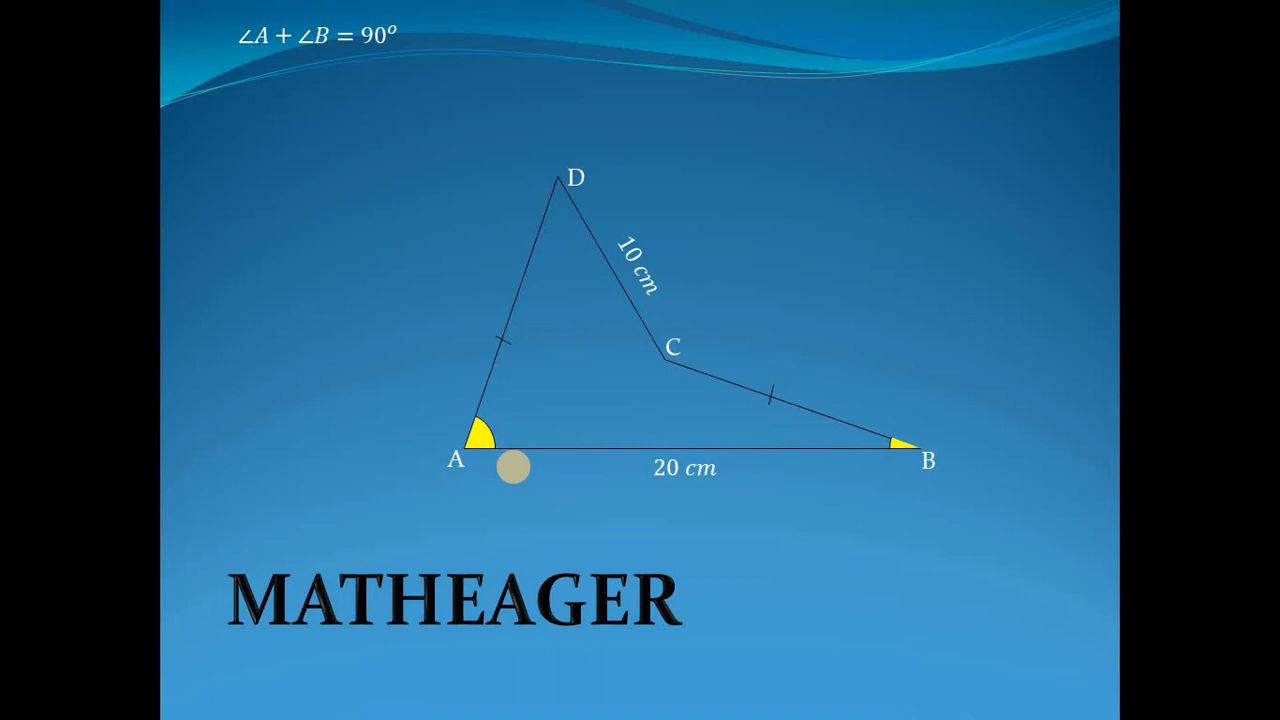 ∠A + ∠B = 90°
D
10 cm
C
A
20 cm
B
MATHEAGER